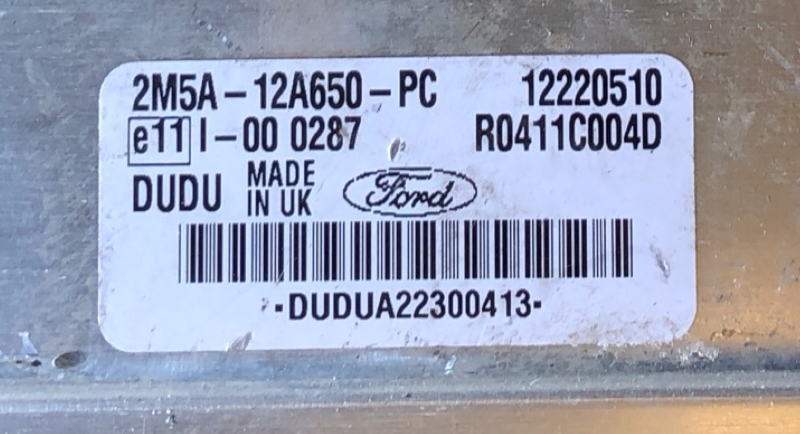 2M5A-12A650-PC 12220510
e11 I-00 0287 R0411C004D
DUDU MADE IN UK Ford
-DUDUA22300413-